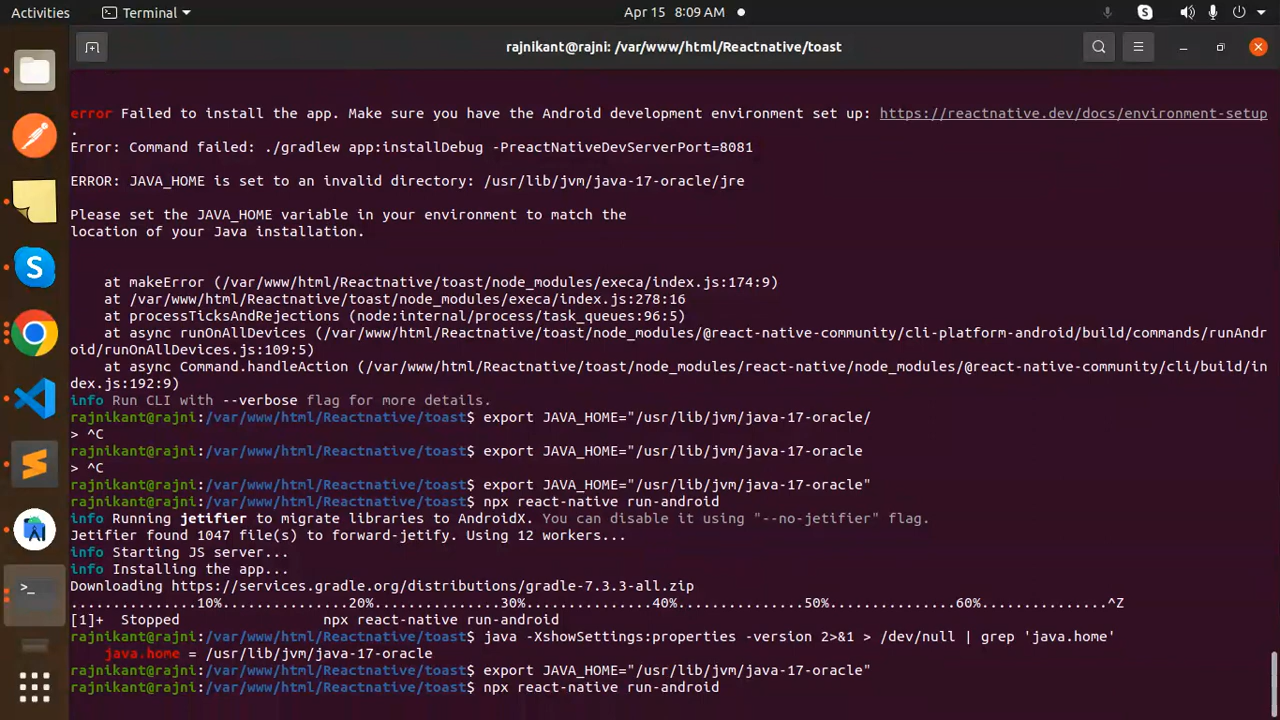 Activities Terminal Apr 15 8:09 AM
rajnikant@rajni: /var/www/html/Reactnative/toast
error Failed to install the app. Make sure you have the Android development environment set up: https://reactnative.dev/docs/environment-setup
.
Error: Command failed: ./gradlew app:installDebug -PreactNativeDevServerPort=8081
ERROR: JAVA_HOME is set to an invalid directory: /usr/lib/jvm/java-17-oracle/jre
Please set the JAVA_HOME variable in your environment to match the
location of your Java installation.
at makeError (/var/www/html/Reactnative/toast/node_modules/execa/index.js:174:9)
at /var/www/html/Reactnative/toast/node_modules/execa/index.js:278:16
at processTicksAndRejections (node:internal/process/task_queues:96:5)
at async runOnAllDevices (/var/www/html/Reactnative/toast/node_modules/@react-native-community/cli-platform-android/build/commands/runAndr
oid/runOnAllDevices.js:109:5)
at async Command.handleAction (/var/www/html/Reactnative/toast/node_modules/react-native/node_modules/@react-native-community/cli/build/in
dex.js:192:9)
info Run CLI with --verbose flag for more details.
rajnikant@rajni:/var/www/html/Reactnative/toast$ export JAVA_HOME="/usr/lib/jvm/java-17-oracle/
> ^C
rajnikant@rajni:/var/www/html/Reactnative/toast$ export JAVA_HOME="/usr/lib/jvm/java-17-oracle
> ^C
rajnikant@rajni:/var/www/html/Reactnative/toast$ export JAVA_HOME="/usr/lib/jvm/java-17-oracle"
rajnikant@rajni:/var/www/html/Reactnative/toast$ npx react-native run-android
info Running jetifier to migrate libraries to AndroidX. You can disable it using "--no-jetifier" flag.
Jetifier found 1047 file(s) to forward-jetify. Using 12 workers...
info Starting JS server...
info Installing the app...
Downloading https://services.gradle.org/distributions/gradle-7.3.3-all.zip
...............10%...............20%...............30%...............40%...............50%...............60%...............^Z
[1]+ Stopped npx react-native run-android
rajnikant@rajni:/var/www/html/Reactnative/toast$ java -XshowSettings:properties -version 2>&1 > /dev/null | grep 'java.home'
java.home = /usr/lib/jvm/java-17-oracle
rajnikant@rajni:/var/www/html/Reactnative/toast$ export JAVA_HOME="/usr/lib/jvm/java-17-oracle"
rajnikant@rajni:/var/www/html/Reactnative/toast$ npx react-native run-android